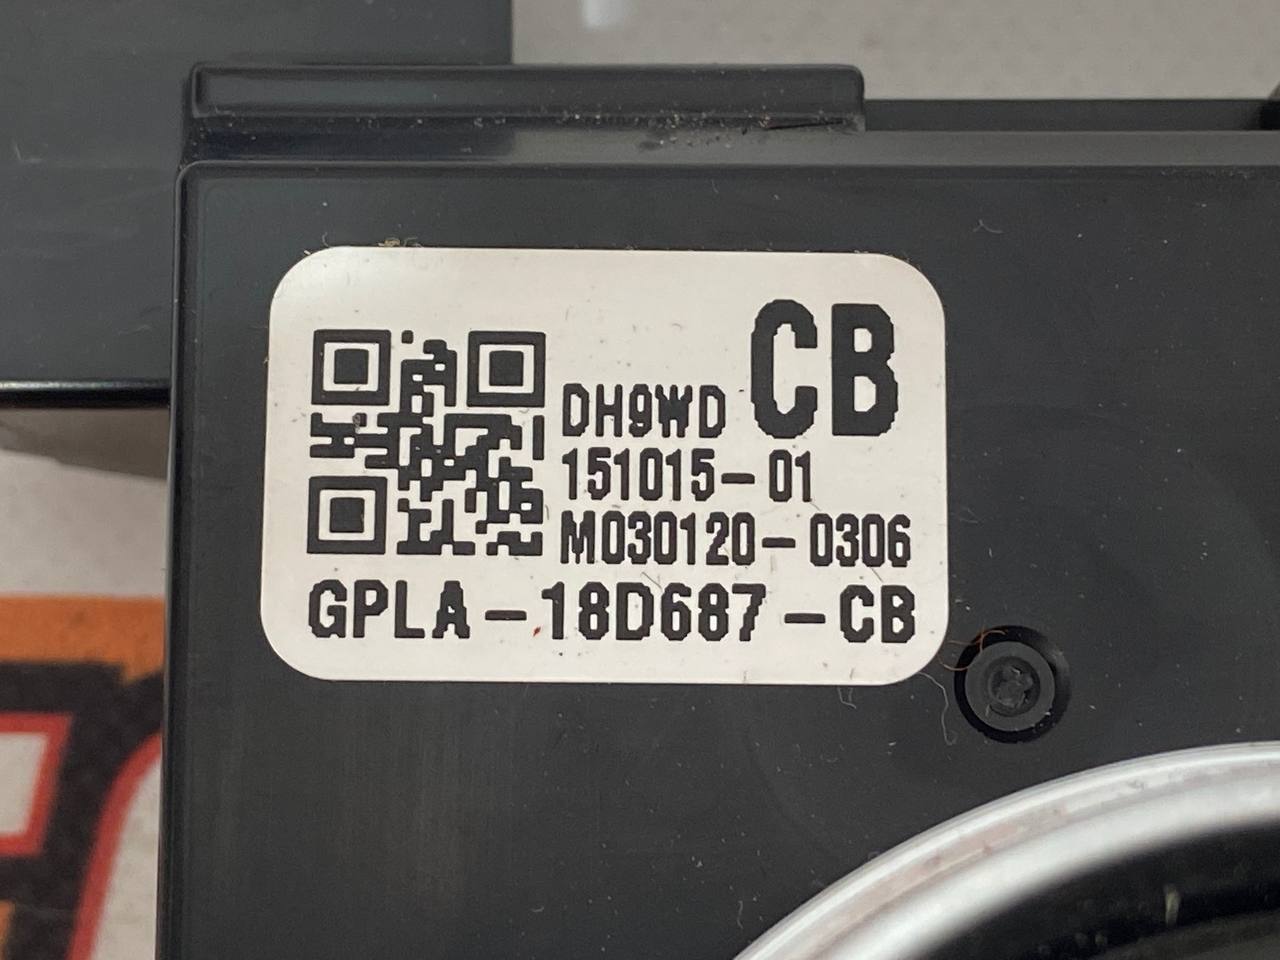 CB
DH9WD
151015-01
M030120-0306
GPLA-18D687-CB